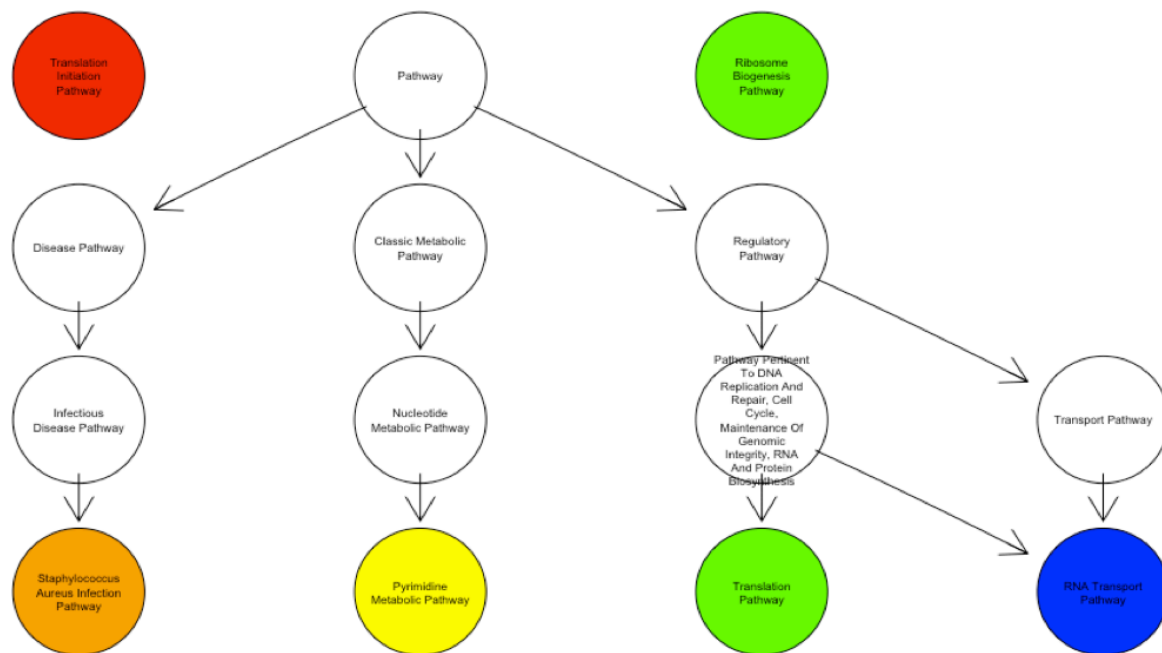 Translation
Initiation
Pathway
Pathway
Ribosome
Biogenesis
Pathway
Disease Pathway
Classic Metabolic
Pathway
Regulatory
Pathway
Infectious
Disease Pathway
Nucleotide
Metabolic Pathway
Pathway Pertinent
To DNA
Replication And
Repair, Cell
Cycle,
Maintenance Of
Genomic
Integrity, RNA
And Protein
Biosynthesis
Transport Pathway
Staphylococcus
Aureus Infection
Pathway
Pyrimidine
Metabolic Pathway
Translation
Pathway
RNA Transport
Pathway